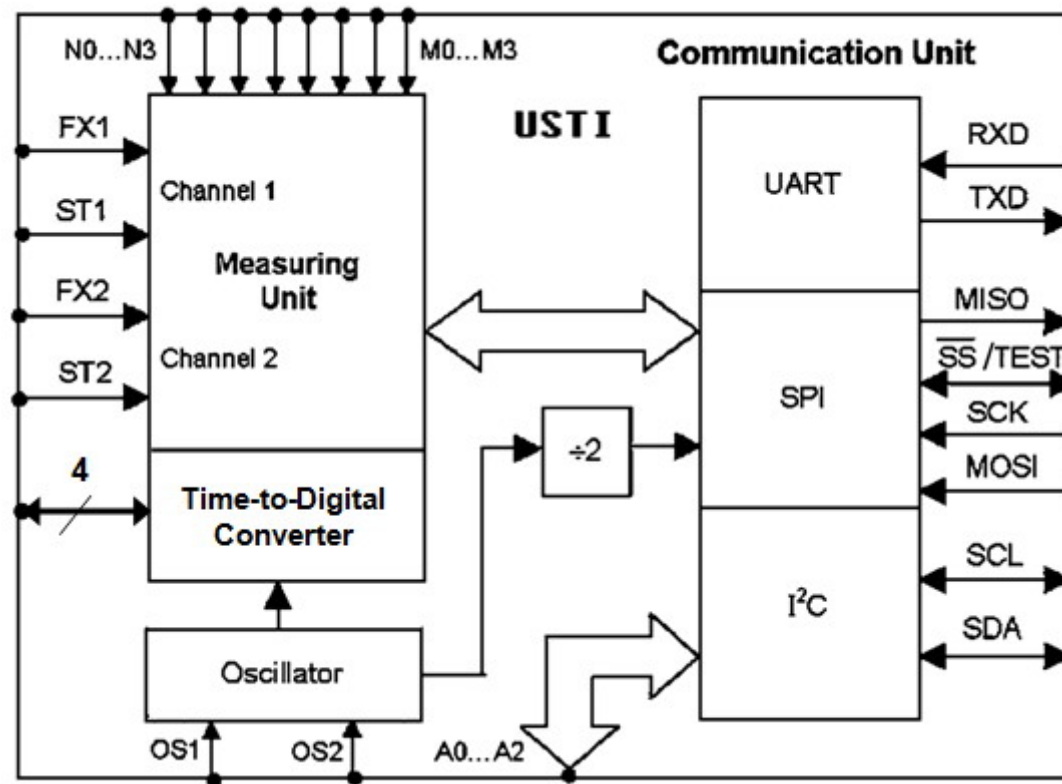 N0...N3
M0...M3
Communication Unit
USTI
FX1
ST1
FX2
ST2
4
Channel 1
Measuring
Unit
Channel 2
Time-to-Digital
Converter
Oscillator
OS1
OS2
÷2
A0...A2
UART
SPI
I²C
RXD
TXD
MISO
S̅S̅ /TEST
SCK
MOSI
SCL
SDA